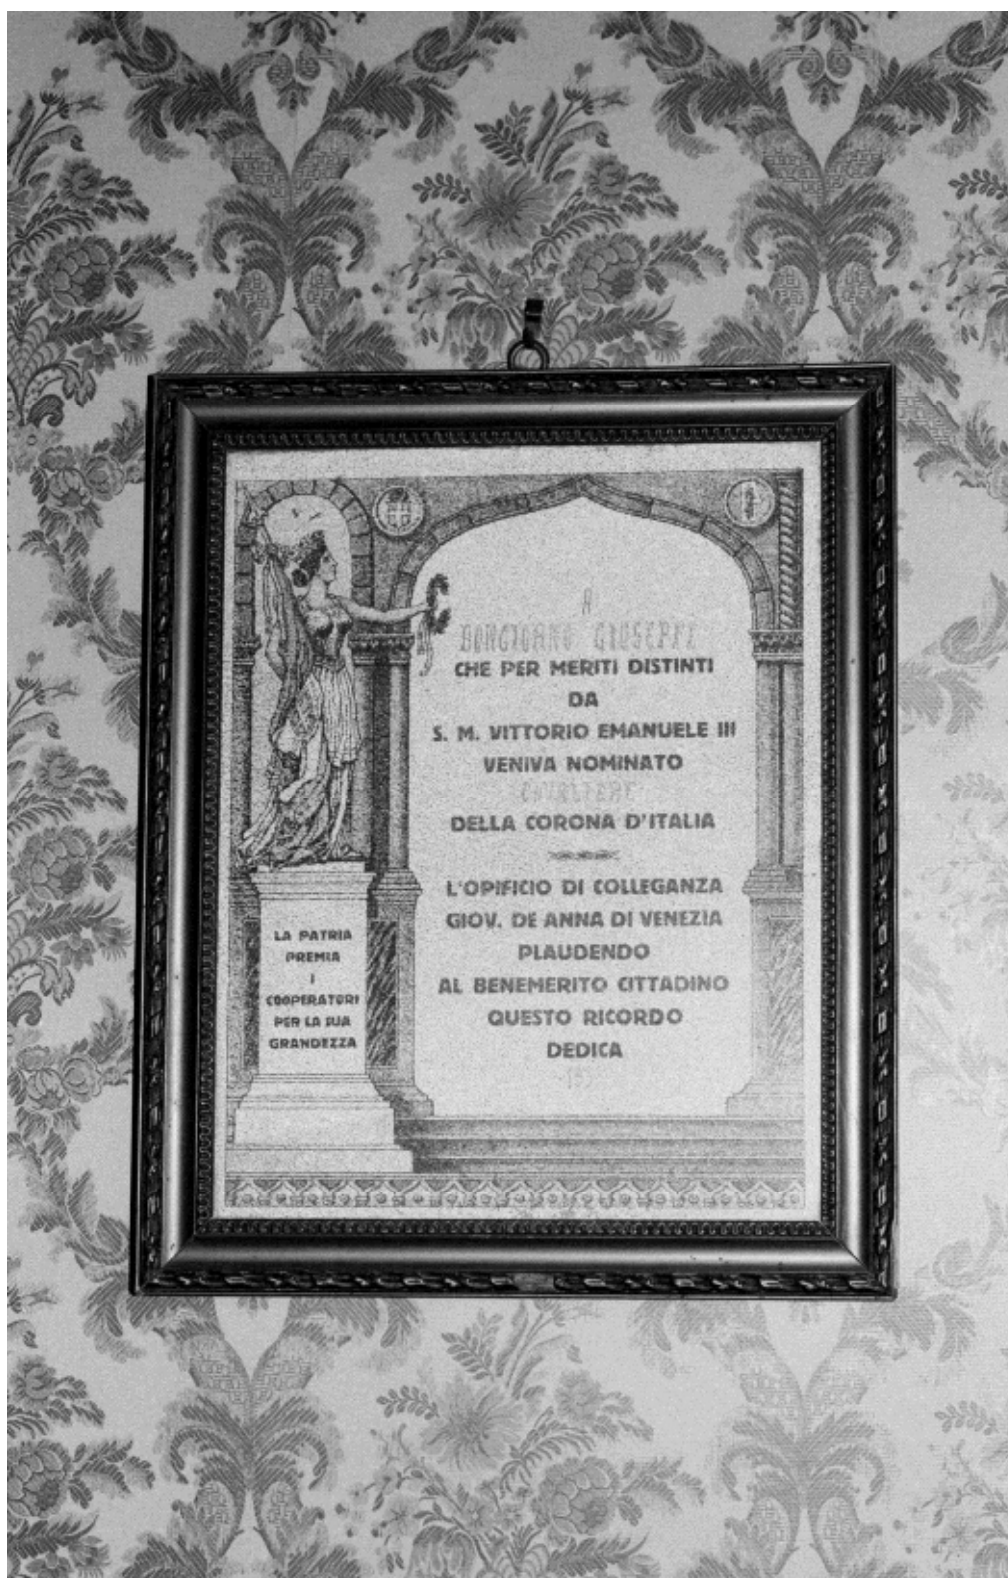 A
BONGIORNO GIUSEPPE
CHE PER MERITI DISTINTI
DA
S. M. VITTORIO EMANUELE III
VENIVA NOMINATO
CAVALIERE
DELLA CORONA D'ITALIA
L'OPIFICIO DI COLLEGANZA
GIOV. DE ANNA DI VENEZIA
PLAUDENDO
AL BENEMERITO CITTADINO
QUESTO RICORDO
DEDICA
LA PATRIA
PREMIA
I
COOPERATORI
PER LA SUA
GRANDEZZA